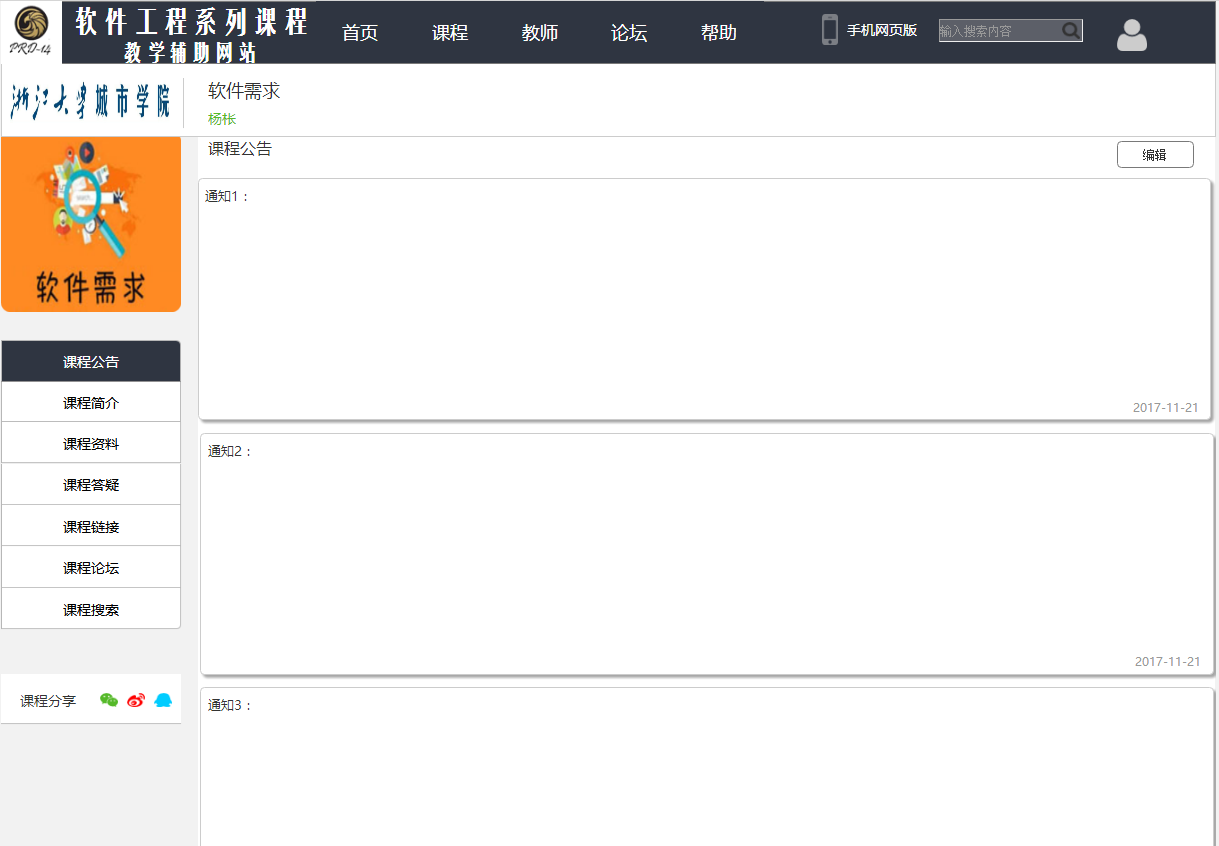 PRD-14
软件工程系列课程
教学辅助网站
首页 课程 教师 论坛 帮助
手机网页版
输入搜索内容
浙江大学城市学院
软件需求
杨枨
软件需求
课程公告
编辑
通知1：
2017-11-21
通知2：
2017-11-21
通知3：
课程公告
课程简介
课程资料
课程答疑
课程链接
课程论坛
课程搜索
课程分享